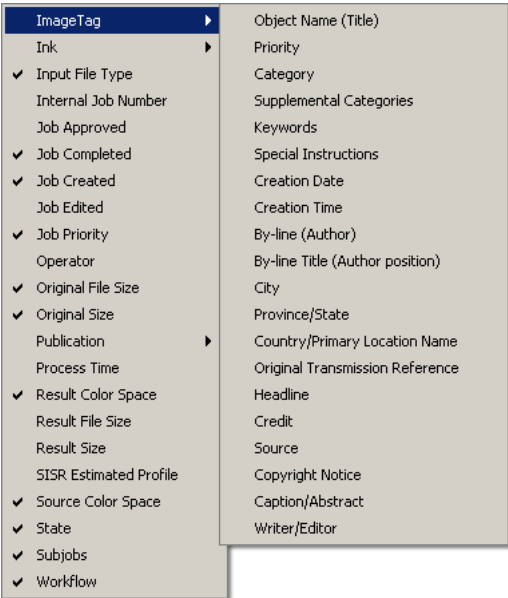 ImageTag
Ink
Input File Type
Internal Job Number
Job Approved
Job Completed
Job Created
Job Edited
Job Priority
Operator
Original File Size
Original Size
Publication
Process Time
Result Color Space
Result File Size
Result Size
SISR Estimated Profile
Source Color Space
State
Subjobs
Workflow
Object Name (Title)
Priority
Category
Supplemental Categories
Keywords
Special Instructions
Creation Date
Creation Time
By-line (Author)
By-line Title (Author position)
City
Province/State
Country/Primary Location Name
Original Transmission Reference
Headline
Credit
Source
Copyright Notice
Caption/Abstract
Writer/Editor